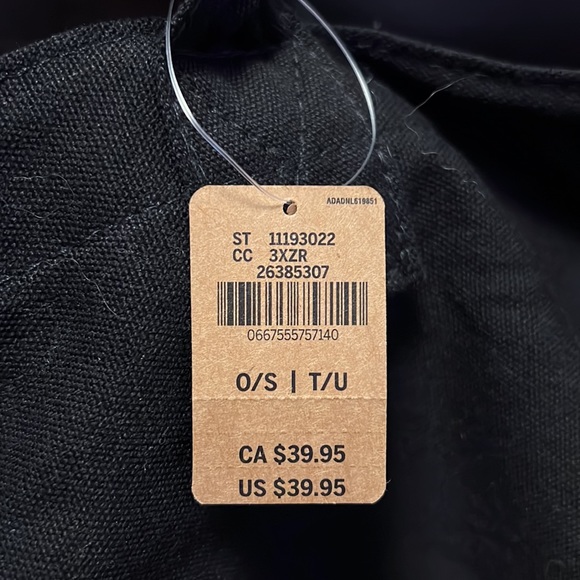 ADADNL619851
ST 11193022
CC 3XZR
26385307
0667555757140
O/S | T/U
CA $39.95
US $39.95